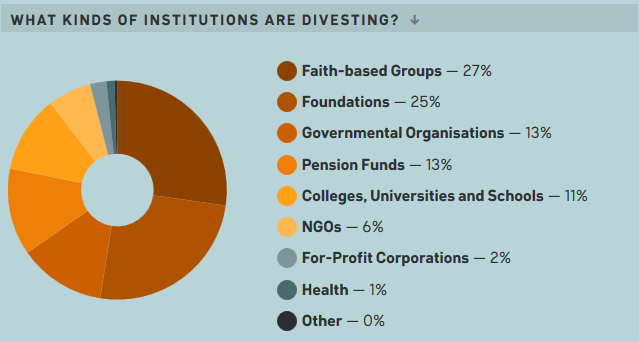 WHAT KINDS OF INSTITUTIONS ARE DIVESTING? ↓
Faith-based Groups — 27%
Foundations — 25%
Governmental Organisations — 13%
Pension Funds — 13%
Colleges, Universities and Schools — 11%
NGOs — 6%
For-Profit Corporations — 2%
Health — 1%
Other — 0%